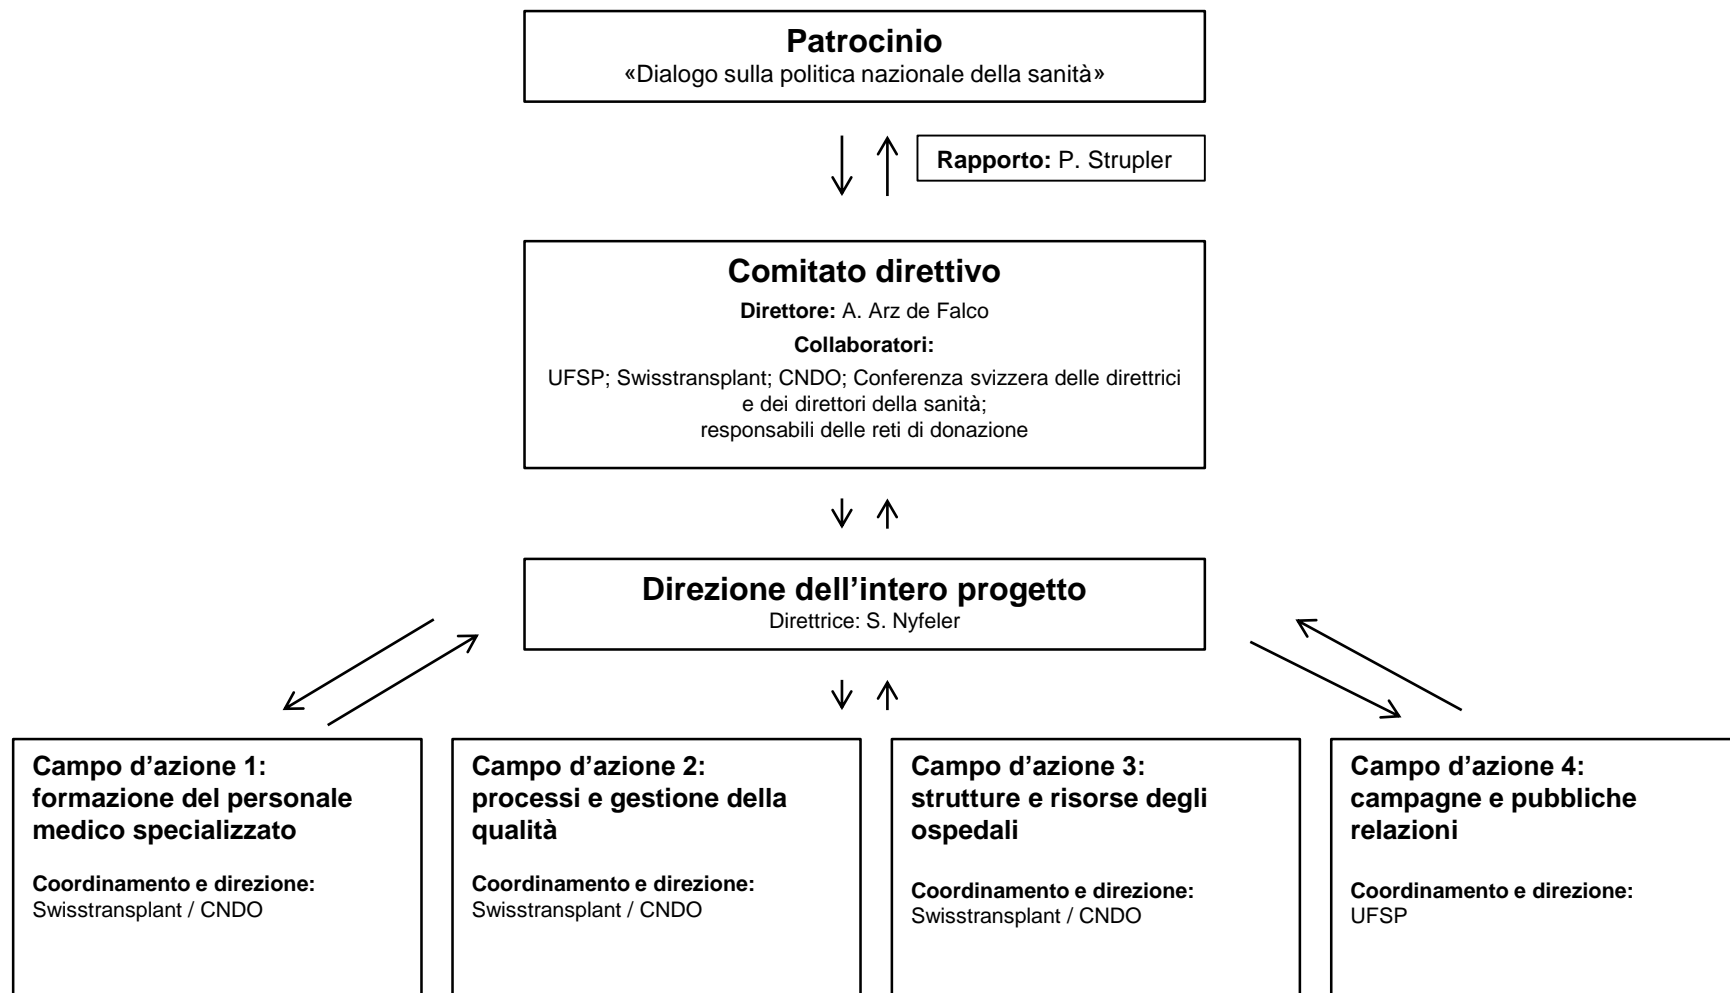 Patrocinio
«Dialogo sulla politica nazionale della sanità»
Rapporto: P. Strupler
Comitato direttivo
Direttore: A. Arz de Falco
Collaboratori:
UFSP; Swisstransplant; CNDO; Conferenza svizzera delle direttrici
e dei direttori della sanità;
responsabili delle reti di donazione
Direzione dell’intero progetto
Direttrice: S. Nyfeler
Campo d'azione 1:
formazione del personale
medico specializzato
Coordinamento e direzione:
Swisstransplant / CNDO
Campo d'azione 2:
processi e gestione della
qualità
Coordinamento e direzione:
Swisstransplant / CNDO
Campo d'azione 3:
strutture e risorse degli
ospedali
Coordinamento e direzione:
Swisstransplant / CNDO
Campo d'azione 4:
campagne e pubbliche
relazioni
Coordinamento e direzione:
UFSP